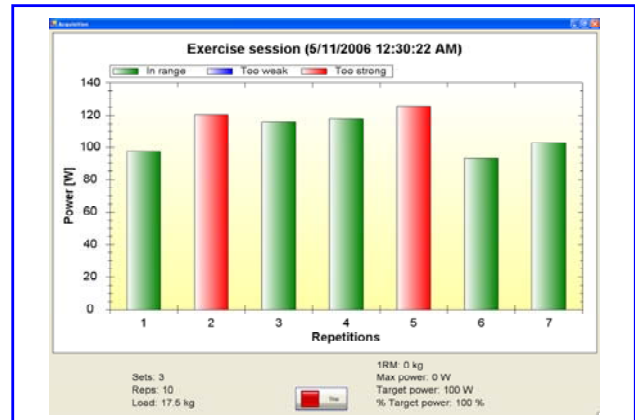 Acquisition
Exercise session (5/11/2006 12:30:22 AM)
In range Too weak Too strong
140
120
100
80
60
40
20
0
Power [W]
1 2 3 4 5 6 7
Repetitions
Sets: 3
Reps: 10
Load: 17.5 kg
1RM: 0 kg
Max power: 0 W
Target power: 100 W
% Target power: 100 %